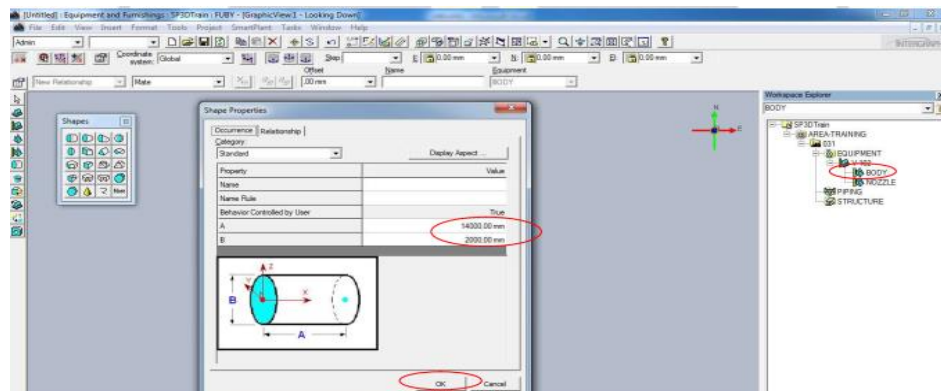 [Untitled] : Equipment and Furnishings : SP3DTrain : FUBY - [GraphicView:1 - Looking Down]
File Edit View Insert Format Tools Project SmartPlant Tasks Window Help
Admin
Coordinate system: Global
Step
E: 0.00 mm N: 0.00 mm 0.00 mm
Offset Name Equipment
New Relationship Mate .00 mm BODY
Workspace Explorer
BODY
SP3DTrain
AREA-TRAINING
031
EQUIPMENT
V-102
BODY
NOZZLE
PIPING
STRUCTURE
Shapes
Shape Properties
Occurrence Relationship
Category
Standard Display Aspect ...
Property Value
Name
Name Rule
Behavior Controlled by User True
A 14000.00 mm
B 2000.00 mm
Z
Y
X
B
A
OK Cancel
N
E